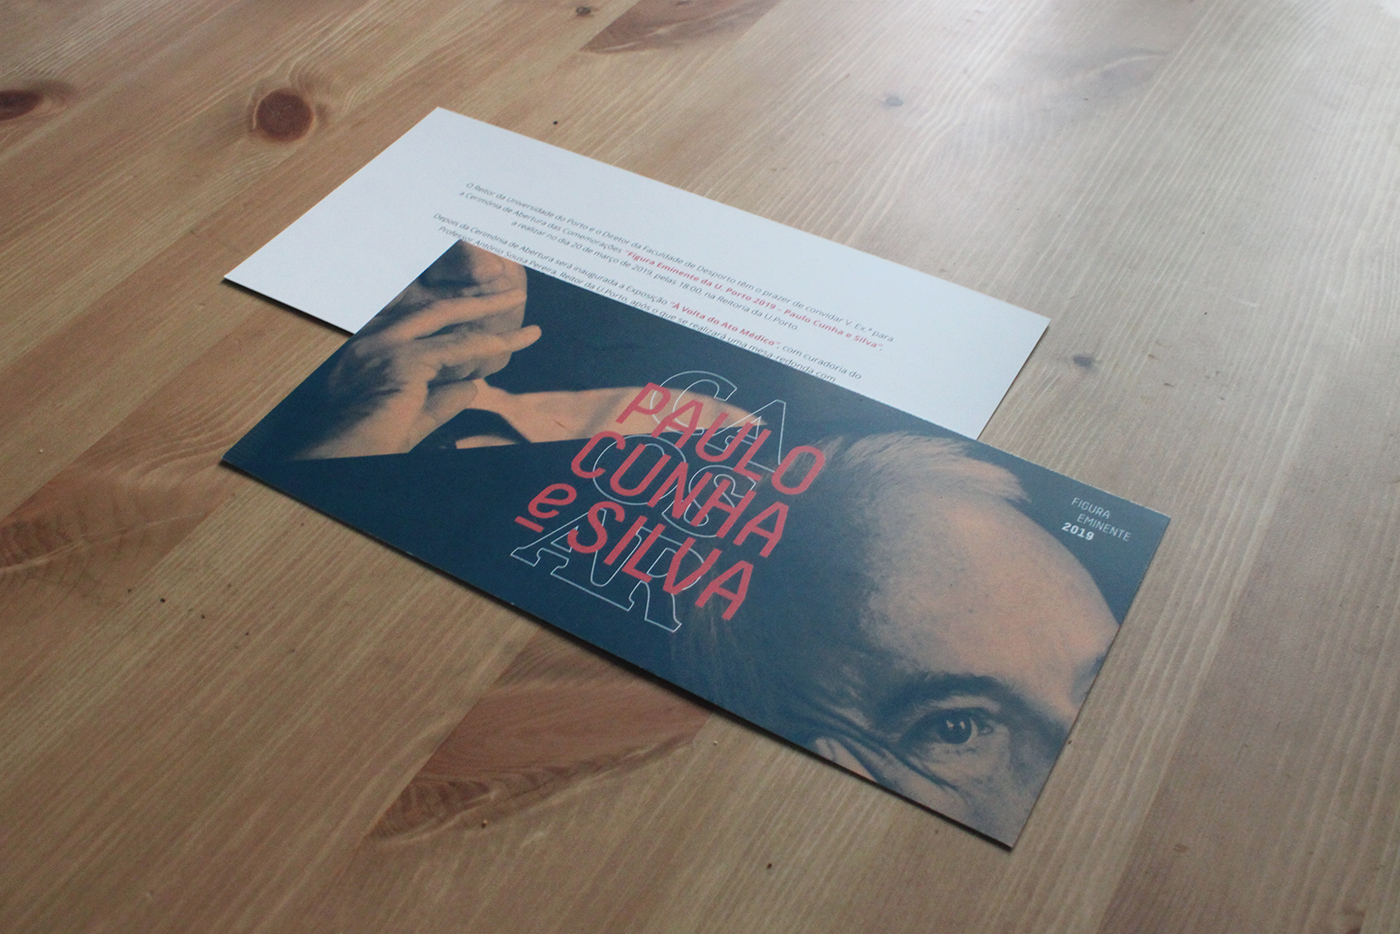 O Reitor da Universidade do Porto e o Diretor da Faculdade de Desporto têm o prazer de convidar V. Ex.ª para
a Cerimónia de Abertura das Comemorações "Figura Eminente da U. Porto 2019 – Paulo Cunha e Silva",
a realizar no dia 20 de março de 2019, pelas 18:00, na Reitoria da U.Porto.
Depois da Cerimónia de Abertura será inaugurada a Exposição "À Volta do Ato Médico", com curadoria do
Professor António Sousa Pereira, Reitor da U.Porto, após o que se realizará uma mesa-redonda com
CA
OS
AR
PAULO
CUNHA
e SILVA
FIGURA
EMINENTE
2019